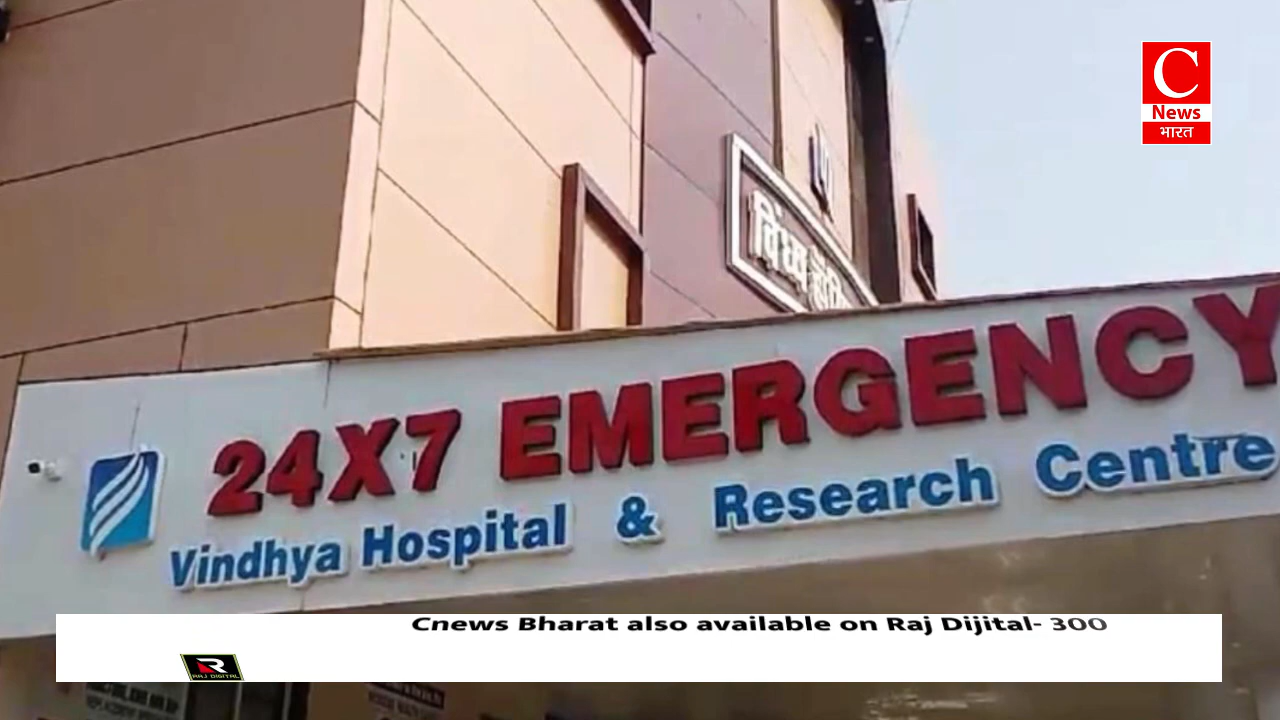 C
News
भारत
विंध्य
24X7 EMERGENCY
Vindhya Hospital & Research Centre
Cnews Bharat also available on Raj Dijital- 300
R
RAJ DIGITAL